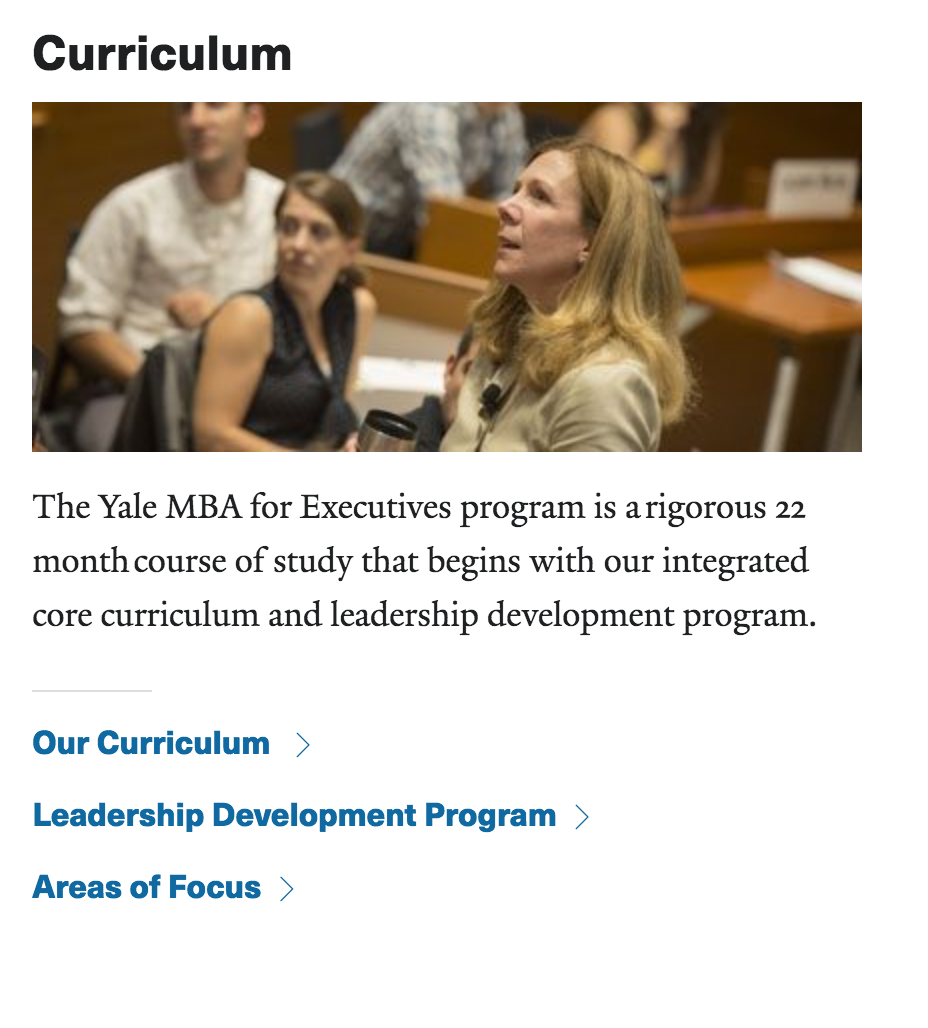 Curriculum
The Yale MBA for Executives program is a rigorous 22
month course of study that begins with our integrated
core curriculum and leadership development program.
Our Curriculum
Leadership Development Program
Areas of Focus